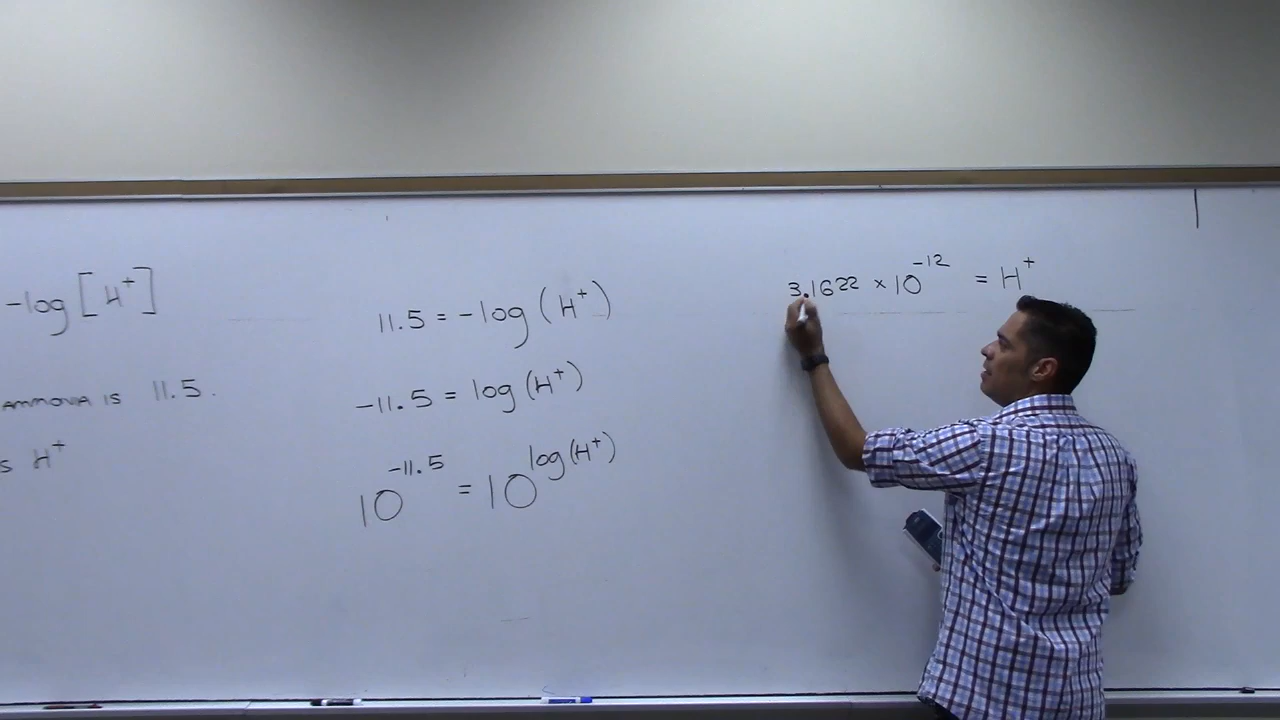 -log [H⁺]
AMMOVIA IS 11.5.
S H⁺
11.5 = -log (H⁺)
-11.5 = log (H⁺)
10^-11.5 = 10^log(H⁺)
3.1622 × 10^-12 = H⁺